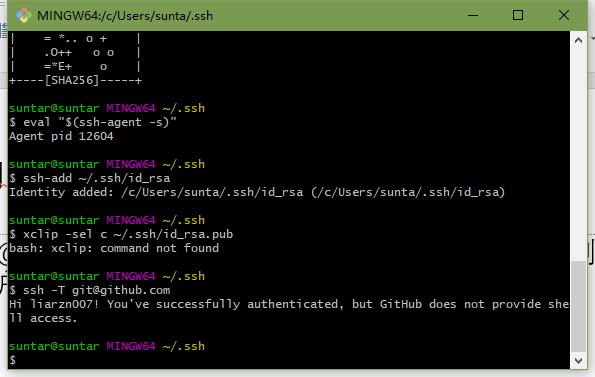 MINGW64:/c/Users/sunta/.ssh
|    = *.. o +    |
|    .O++   o o   |
|    =*E+    o    |
+----[SHA256]-----+
suntar@suntar MINGW64 ~/.ssh
$ eval "$(ssh-agent -s)"
Agent pid 12604
suntar@suntar MINGW64 ~/.ssh
$ ssh-add ~/.ssh/id_rsa
Identity added: /c/Users/sunta/.ssh/id_rsa (/c/Users/sunta/.ssh/id_rsa)
suntar@suntar MINGW64 ~/.ssh
$ xclip -sel c ~/.ssh/id_rsa.pub
bash: xclip: command not found
suntar@suntar MINGW64 ~/.ssh
$ ssh -T git@github.com
Hi liarzn007! You've successfully authenticated, but GitHub does not provide she
ll access.
suntar@suntar MINGW64 ~/.ssh
$